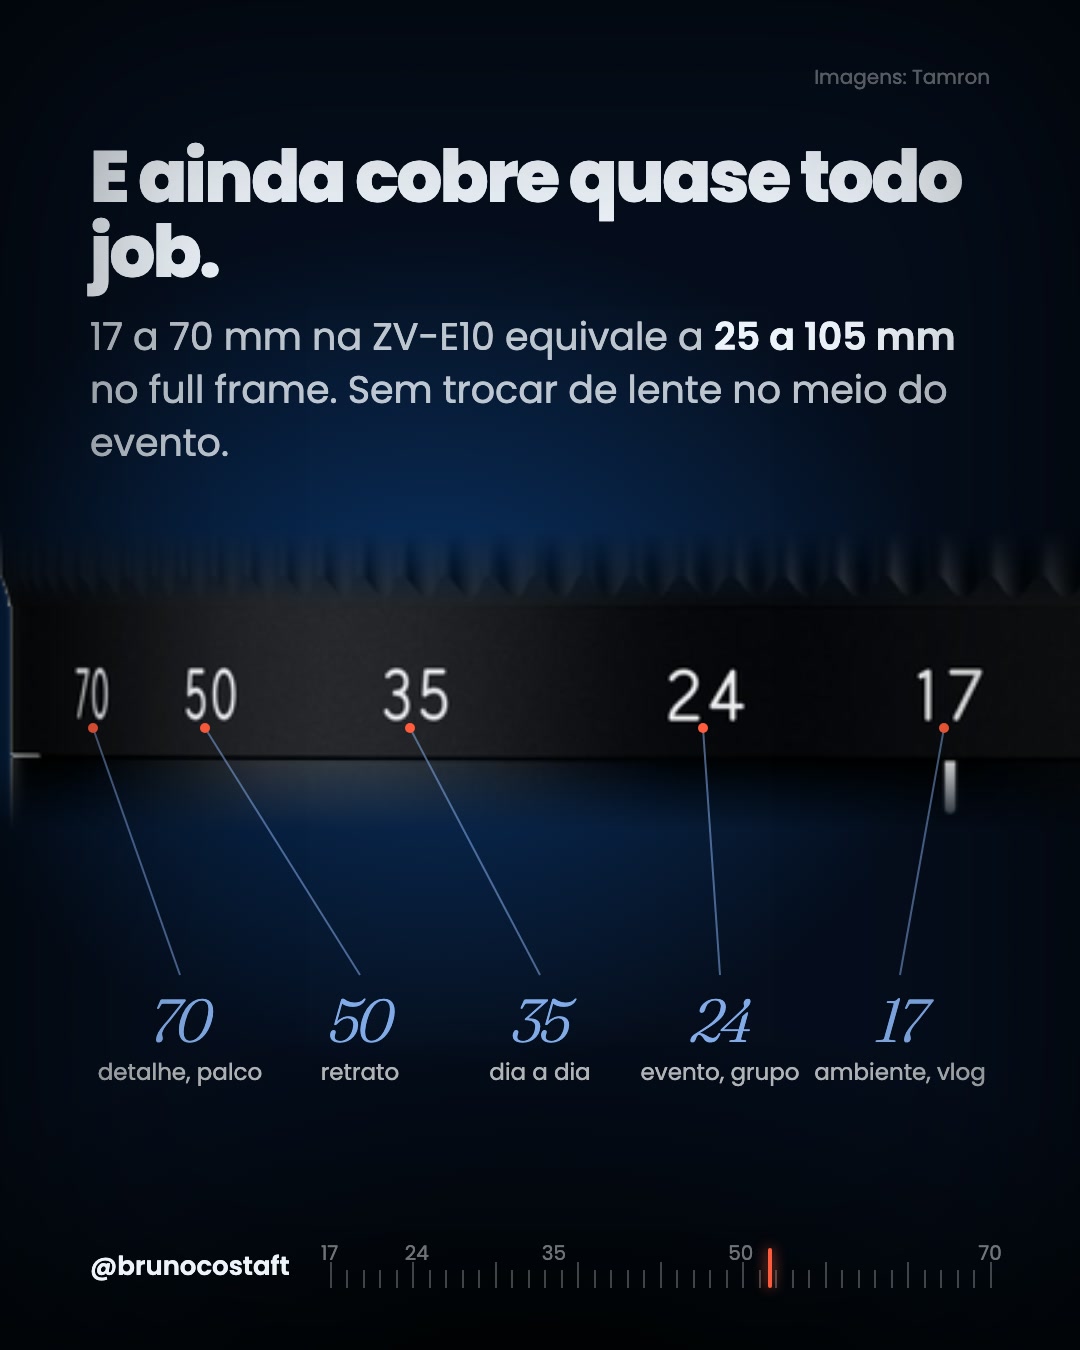 Imagens: Tamron
E ainda cobre quase todo
job.
17 a 70 mm na ZV-E10 equivale a 25 a 105 mm
no full frame. Sem trocar de lente no meio do
evento.
70 50 35 24 17
70 50 35 24 17
detalhe, palco retrato dia a dia evento, grupo ambiente, vlog
17 24 35 50 70
@brunocostaft